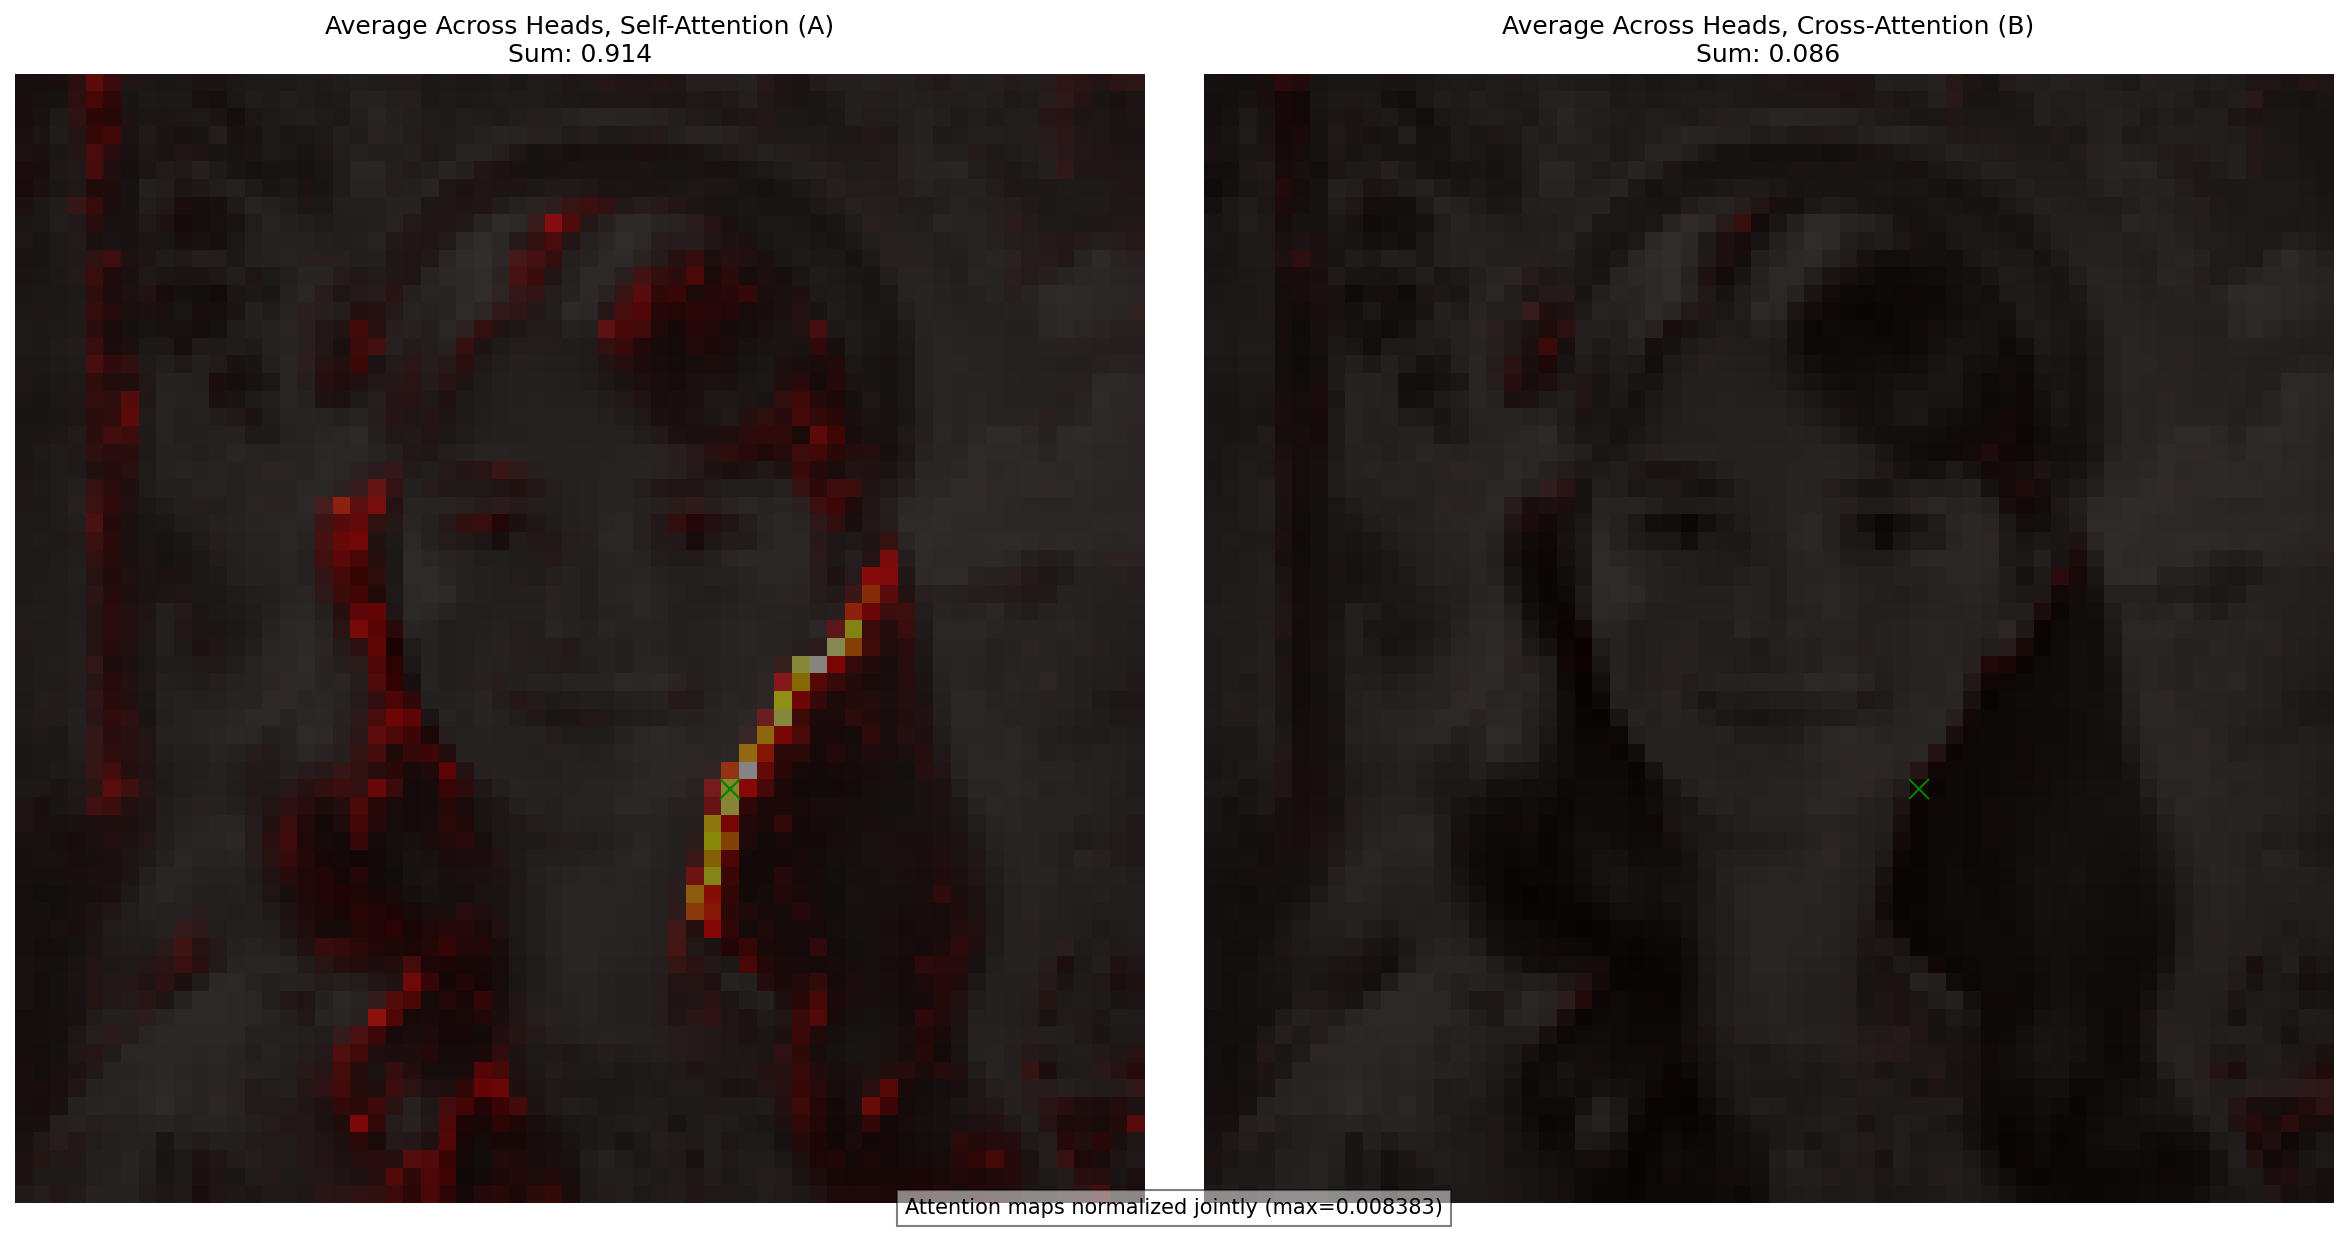 Average Across Heads, Self-Attention (A)
Sum: 0.914
Average Across Heads, Cross-Attention (B)
Sum: 0.086
Attention maps normalized jointly (max=0.008383)